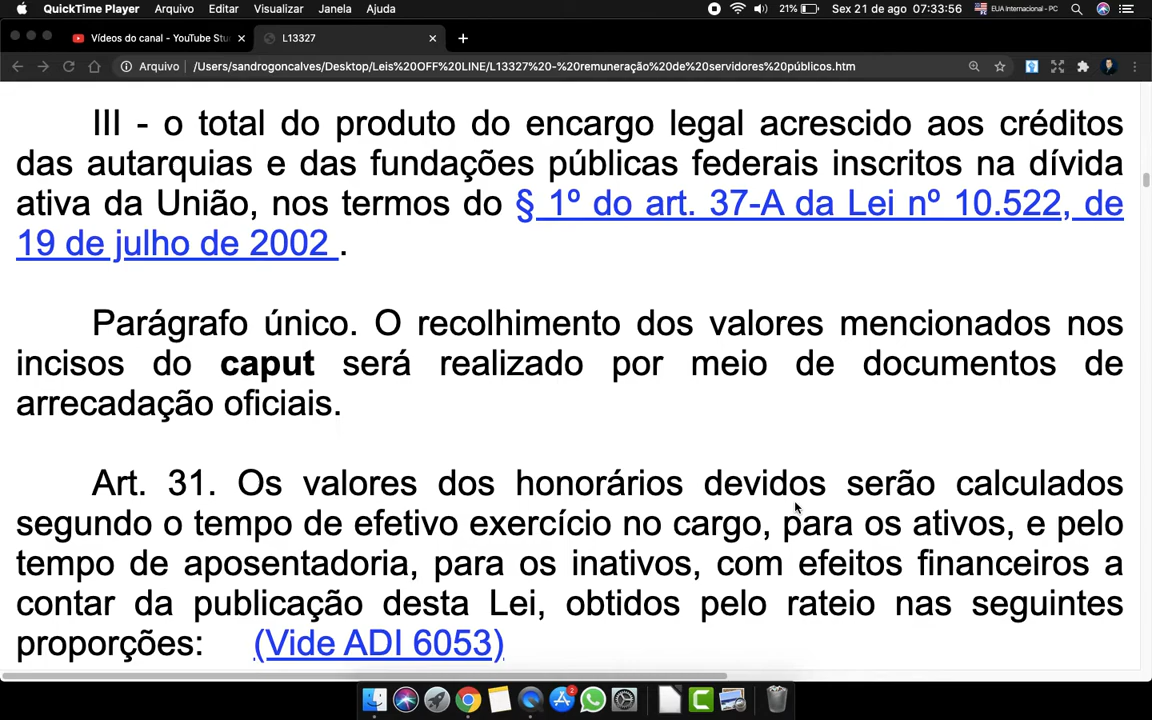 QuickTime Player Arquivo Editar Visualizar Janela Ajuda 21% Sex 21 de ago 07:33:56 EUA Internacional - PC
Vídeos do canal - YouTube Stu L13327
Arquivo /Users/sandrogoncalves/Desktop/Leis%20OFF%20LINE/L13327%20-%20remuneração%20de%20servidores%20públicos.htm
III - o total do produto do encargo legal acrescido aos créditos
das autarquias e das fundações públicas federais inscritos na dívida
ativa da União, nos termos do § 1º do art. 37-A da Lei nº 10.522, de
19 de julho de 2002 .
Parágrafo único. O recolhimento dos valores mencionados nos
incisos do caput será realizado por meio de documentos de
arrecadação oficiais.
Art. 31. Os valores dos honorários devidos serão calculados
segundo o tempo de efetivo exercício no cargo, para os ativos, e pelo
tempo de aposentadoria, para os inativos, com efeitos financeiros a
contar da publicação desta Lei, obtidos pelo rateio nas seguintes
proporções: (Vide ADI 6053)
2